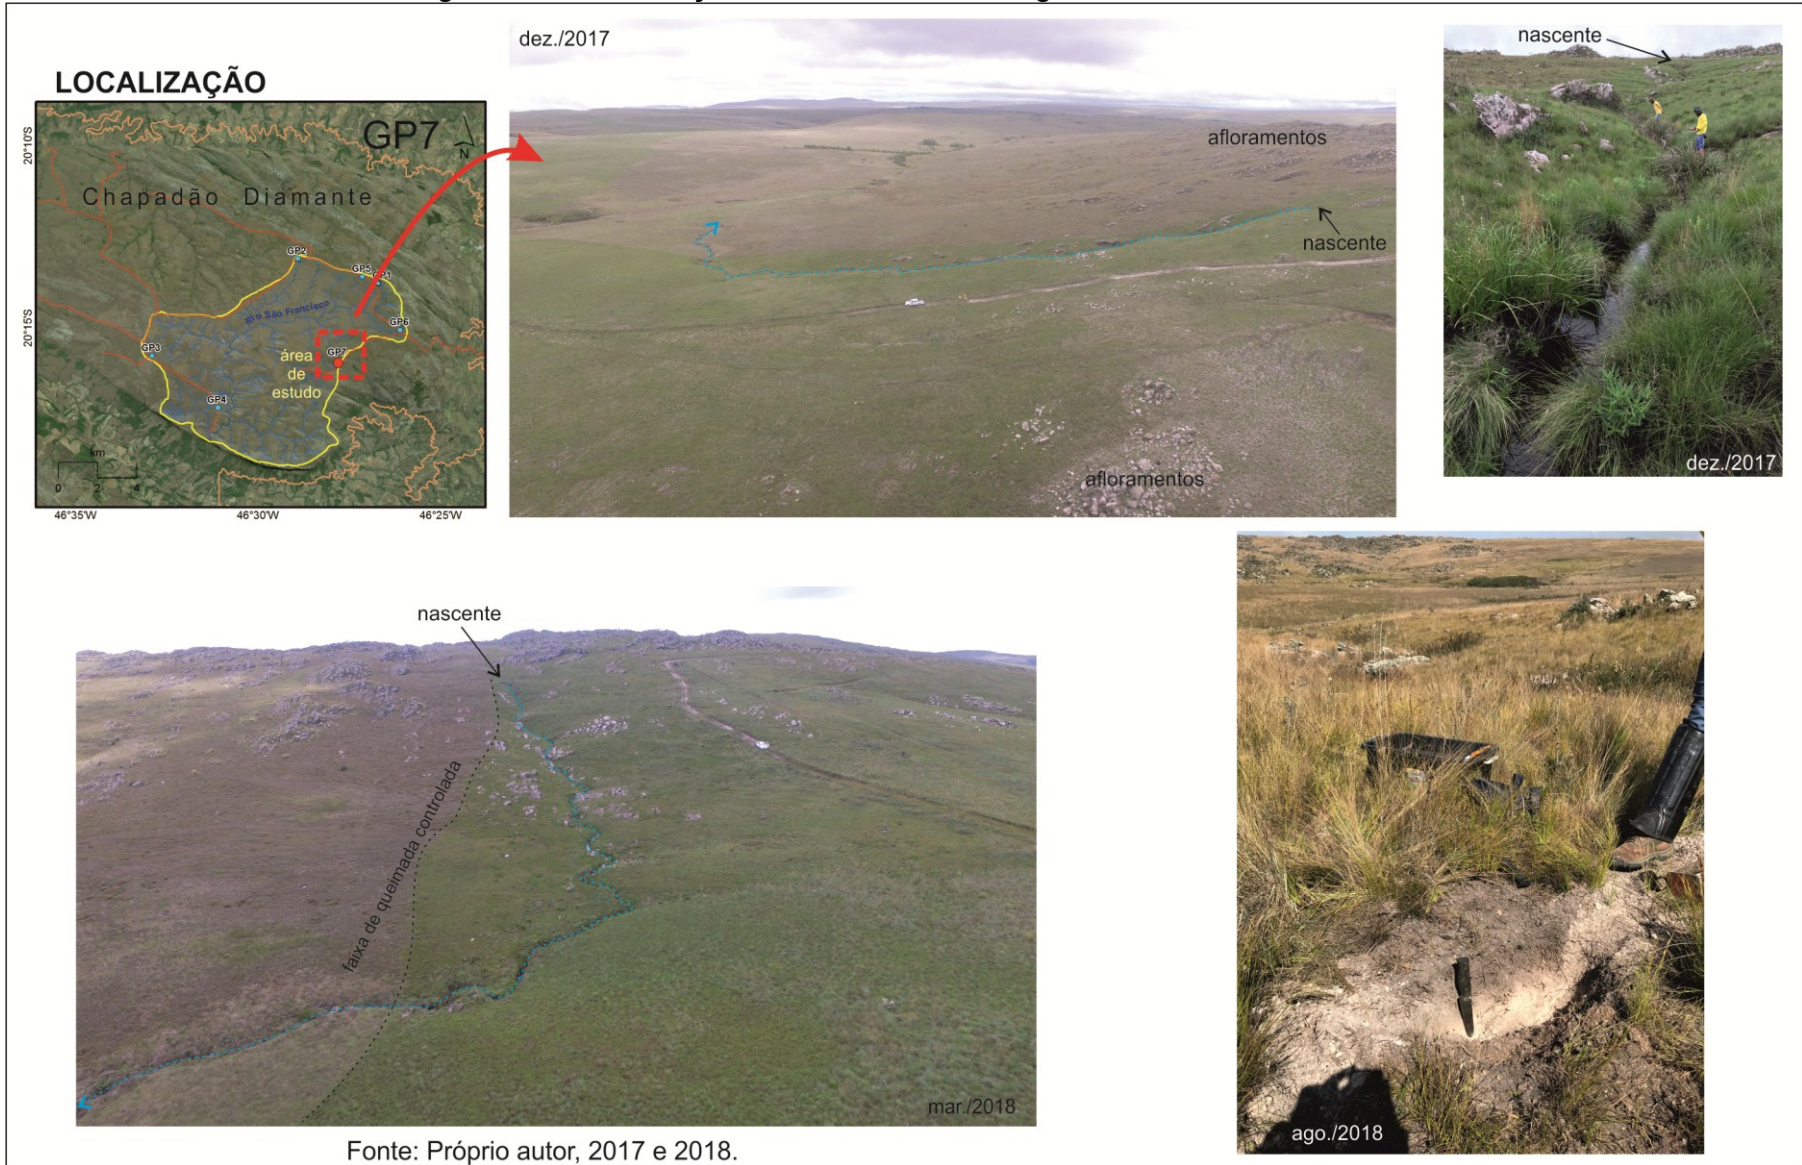 LOCALIZAÇÃO
GP7
N
20°10'S
20°15'S
Chapadão Diamante
GP2
GP5
GP1
Rio São Francisco
GP6
GP3
GP7
área
de
estudo
GP4
km
0 2 4
46°35'W 46°30'W 46°25'W
dez./2017
afloramentos
nascente
afloramentos
nascente
dez./2017
nascente
faixa de queimada controlada
mar./2018
ago./2018
Fonte: Próprio autor, 2017 e 2018.